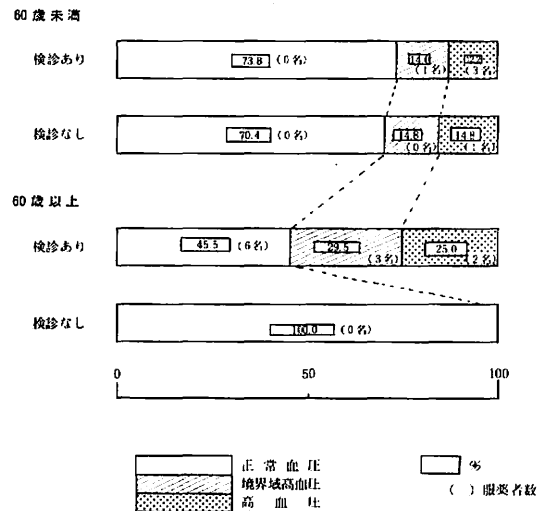 60歳未満
検診あり
73.8 (0名)
14.0
(1名)
(3名)
検診なし
70.4 (0名)
14.8
(0名)
14.8
(1名)
60歳以上
検診あり
45.5 (6名)
29.5
(3名)
25.0
(2名)
検診なし
100.0 (0名)
0 50 100
正常血圧
境界域高血圧
高血圧
%
( ) 服薬者数